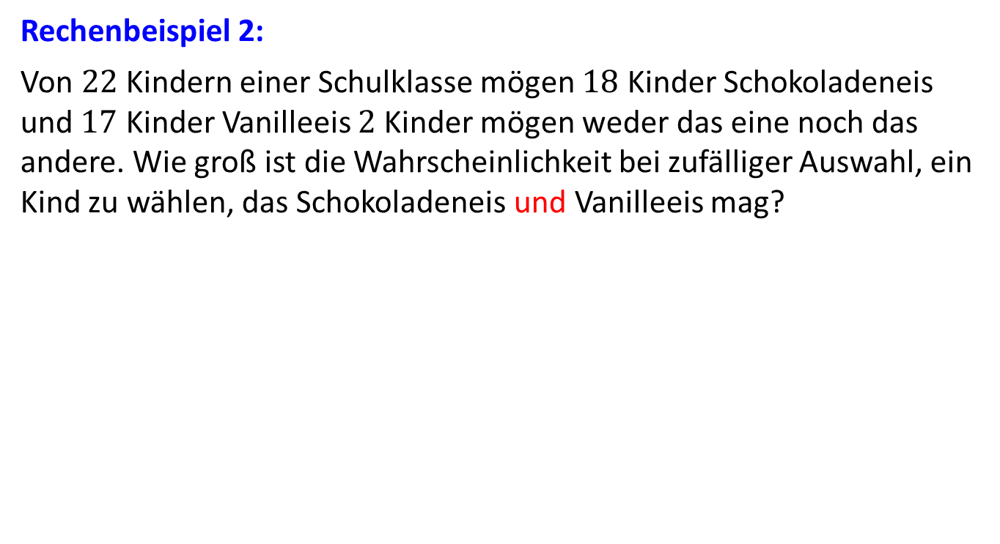 Rechenbeispiel 2:
Von 22 Kindern einer Schulklasse mögen 18 Kinder Schokoladeneis
und 17 Kinder Vanilleeis 2 Kinder mögen weder das eine noch das
andere. Wie groß ist die Wahrscheinlichkeit bei zufälliger Auswahl, ein
Kind zu wählen, das Schokoladeneis und Vanilleeis mag?